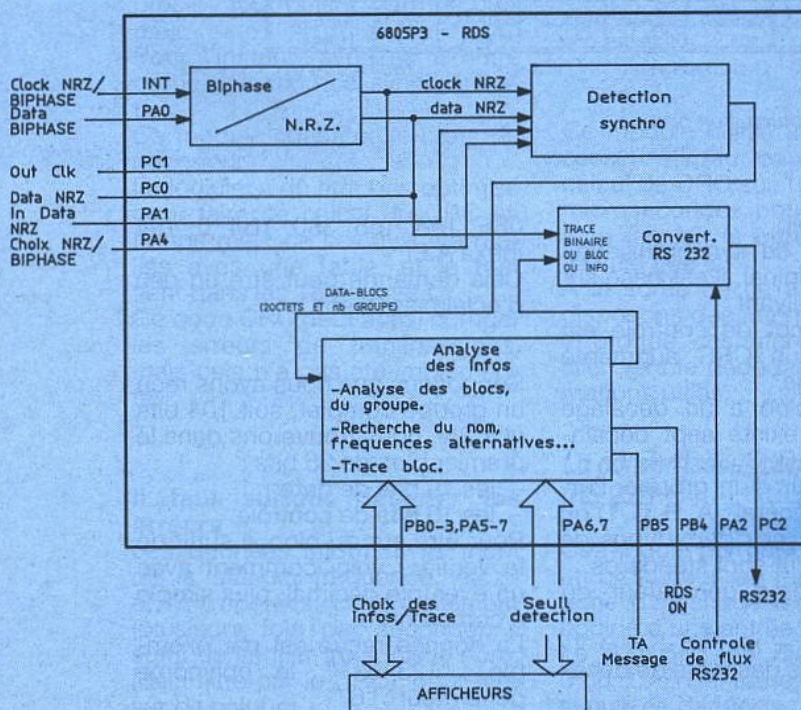 6805P3 - RDS
Clock NRZ/
BIPHASE
INT
Data
BIPHASE
PA0
Biphase
N.R.Z.
clock NRZ
data NRZ
Detection
synchro
Out Clk
PC1
Data NRZ
PC0
In Data
NRZ
PA1
Choix NRZ/
BIPHASE
PA4
TRACE
BINAIRE
OU BLOC
OU INFO
Convert.
RS 232
DATA-BLOCS
(2OCTETS ET nb GROUPE)
Analyse
des infos
-Analyse des blocs,
du groupe.
-Recherche du nom,
frequences alternatives...
-Trace bloc.
PB0-3,PA5-7
PA6,7
PB5
PB4
PA2
PC2
Choix des
Infos/Trace
Seuil
detection
RDS
ON
RS232
TA
Message
Controle
de flux
RS232
AFFICHEURS